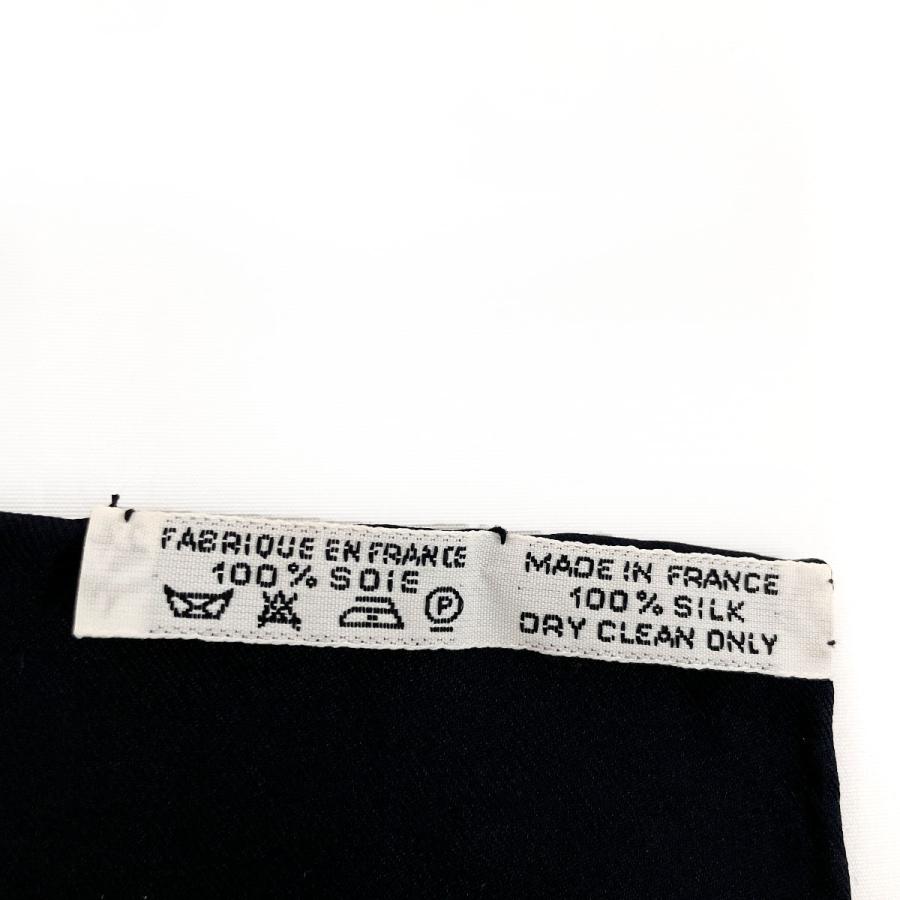 FABRIQUE EN FRANCE
100% SOIE
P
MADE IN FRANCE
100% SILK
DRY CLEAN ONLY